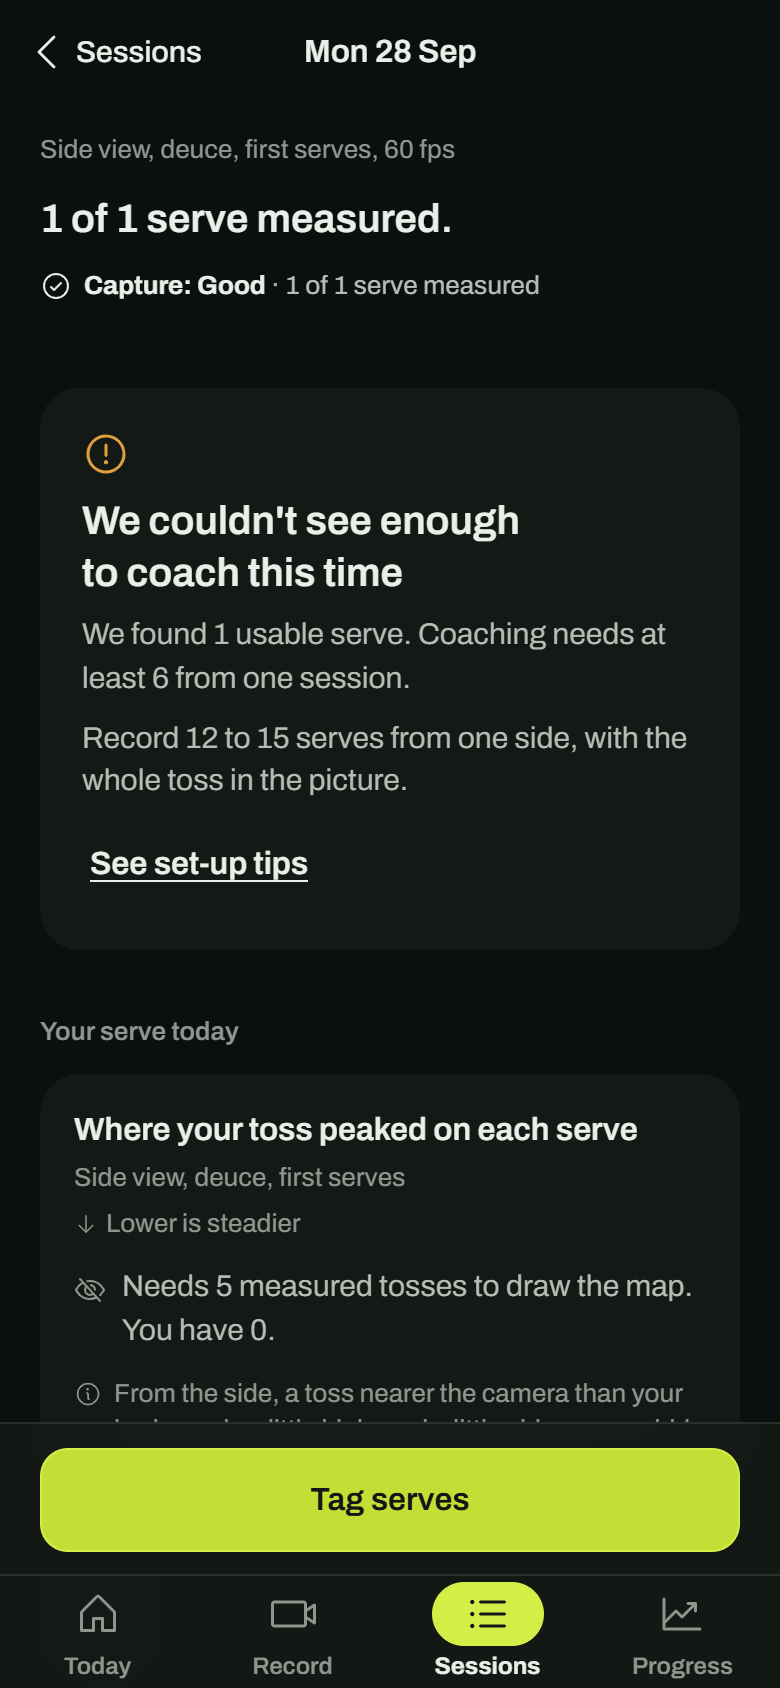 Sessions
Mon 28 Sep
Side view, deuce, first serves, 60 fps
1 of 1 serve measured.
Capture: Good · 1 of 1 serve measured
We couldn't see enough
to coach this time
We found 1 usable serve. Coaching needs at
least 6 from one session.
Record 12 to 15 serves from one side, with the
whole toss in the picture.
See set-up tips
Your serve today
Where your toss peaked on each serve
Side view, deuce, first serves
Lower is steadier
Needs 5 measured tosses to draw the map.
You have 0.
From the side, a toss nearer the camera than your
Tag serves
Today
Record
Sessions
Progress